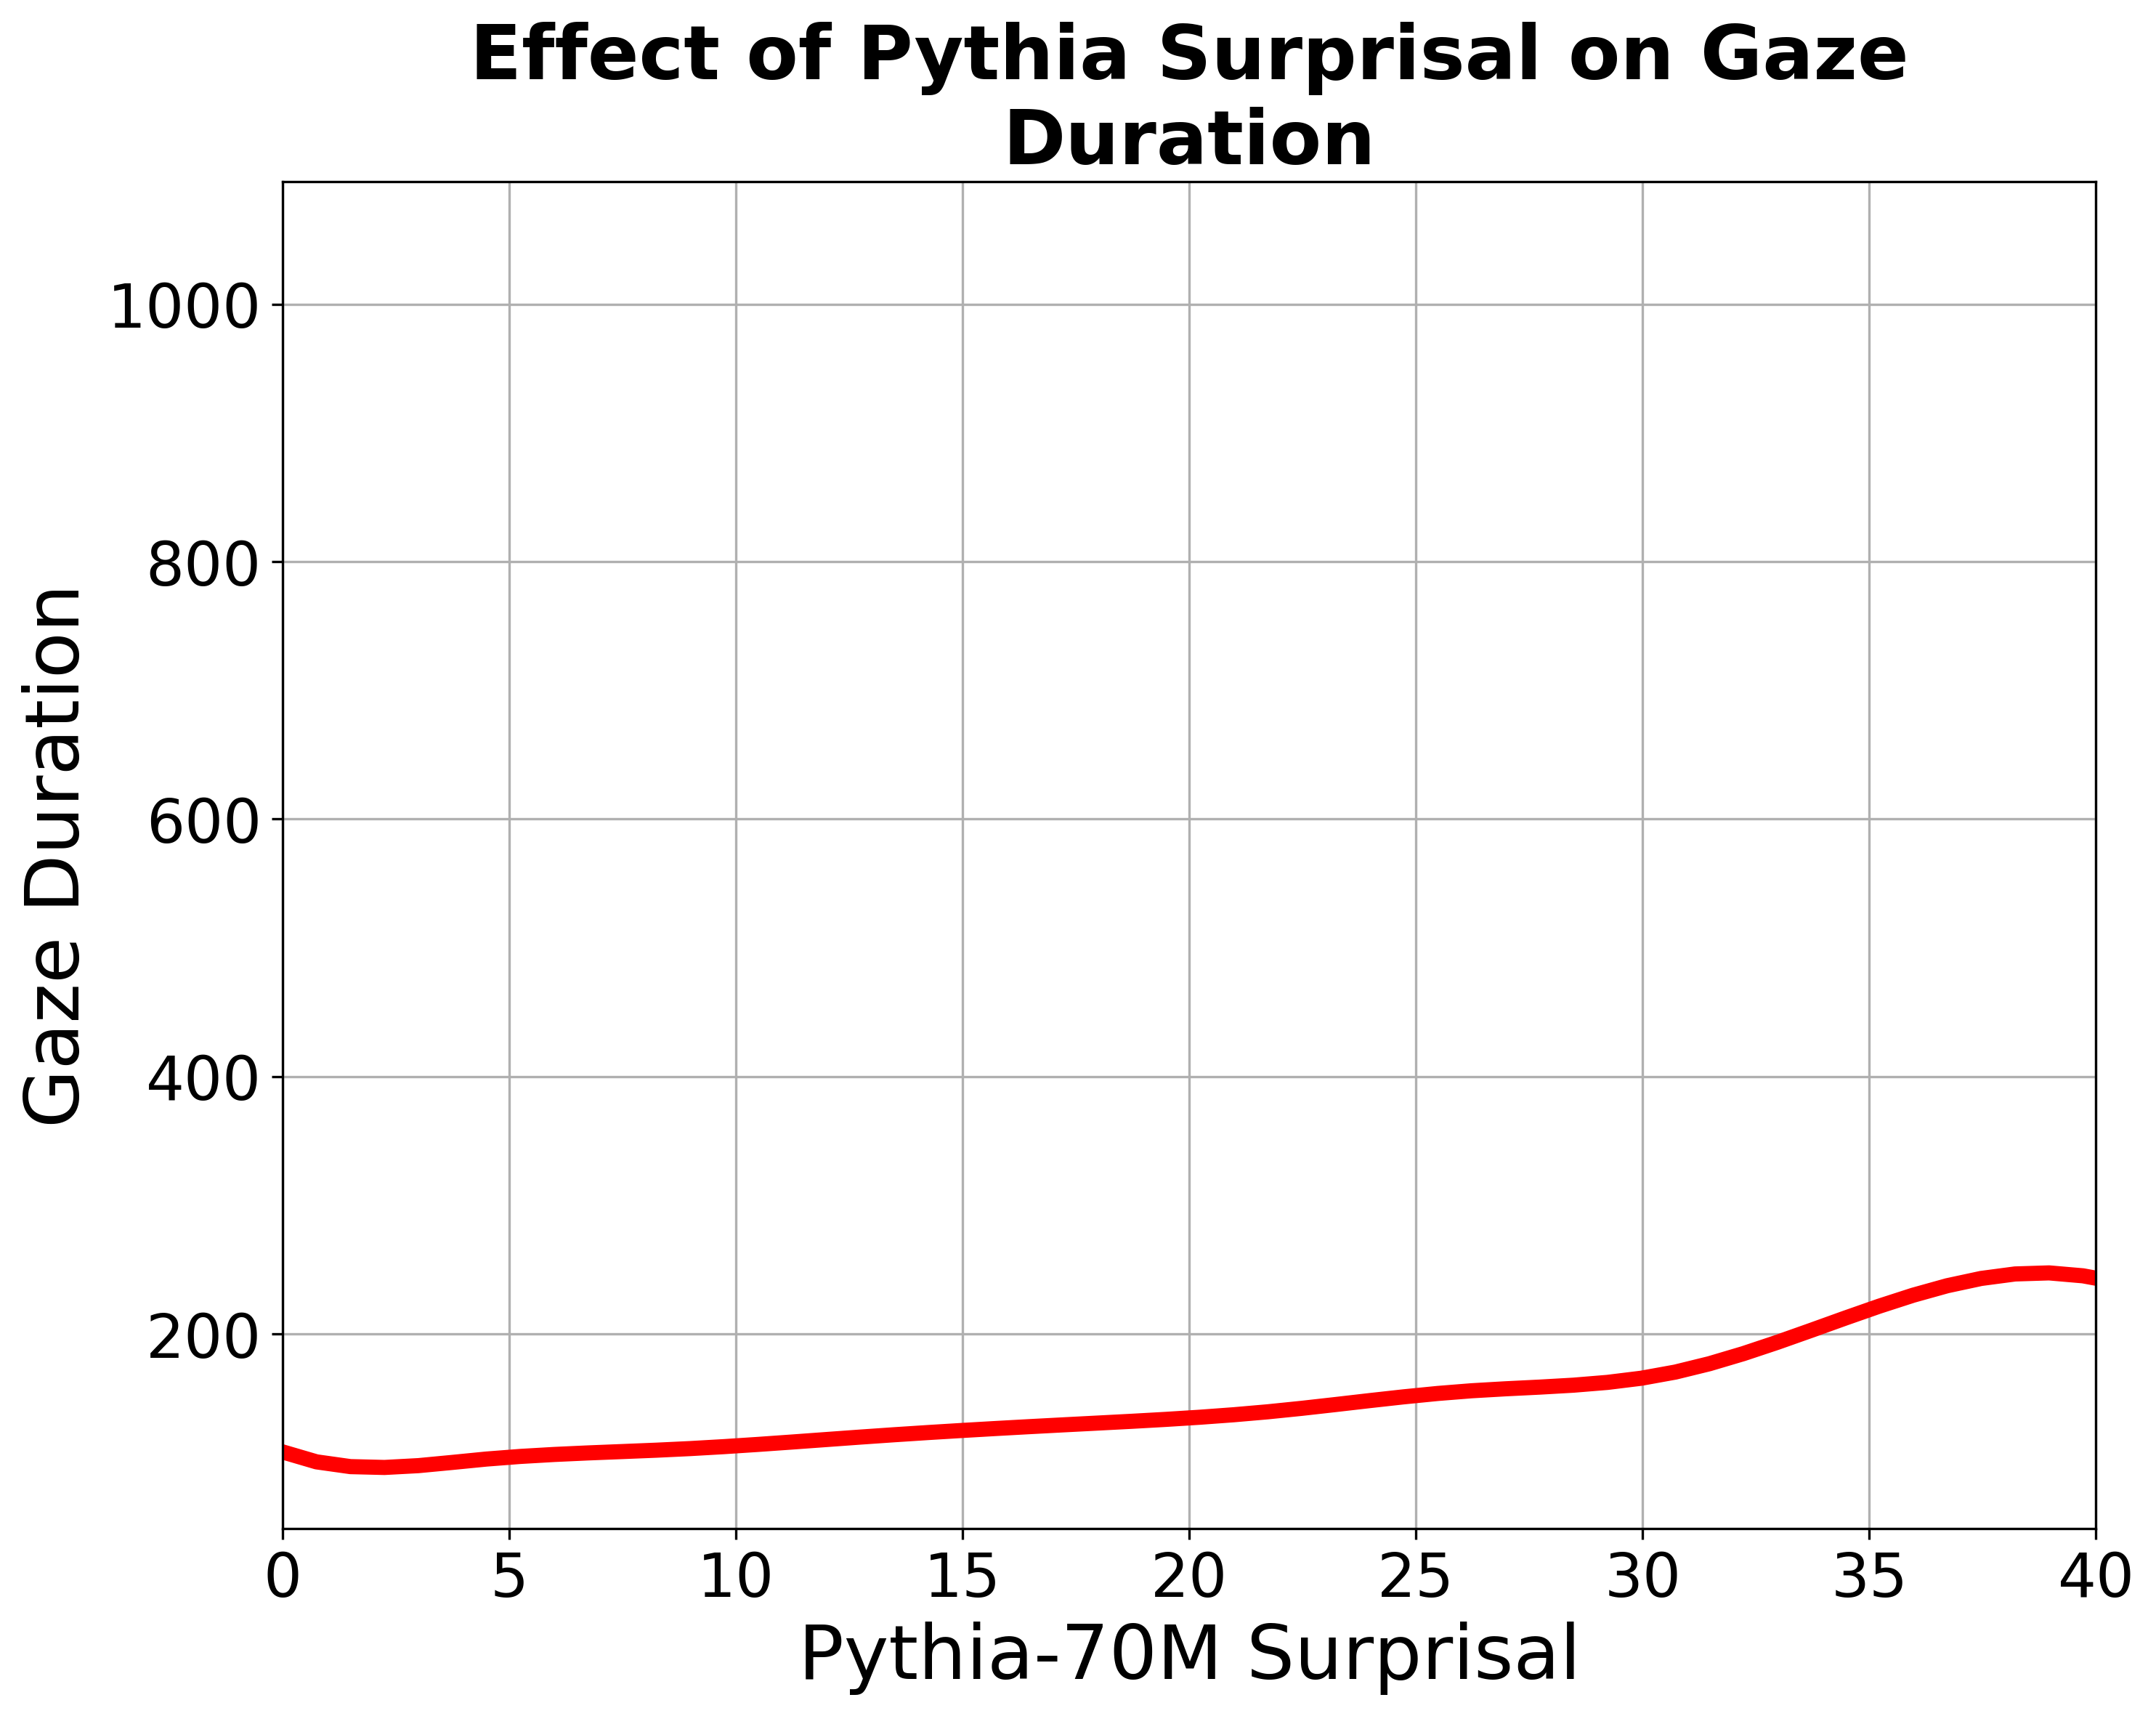 Effect of Pythia Surprisal on Gaze
Duration
1000
800
600
400
200
Gaze Duration
0 5 10 15 20 25 30 35 40
Pythia-70M Surprisal